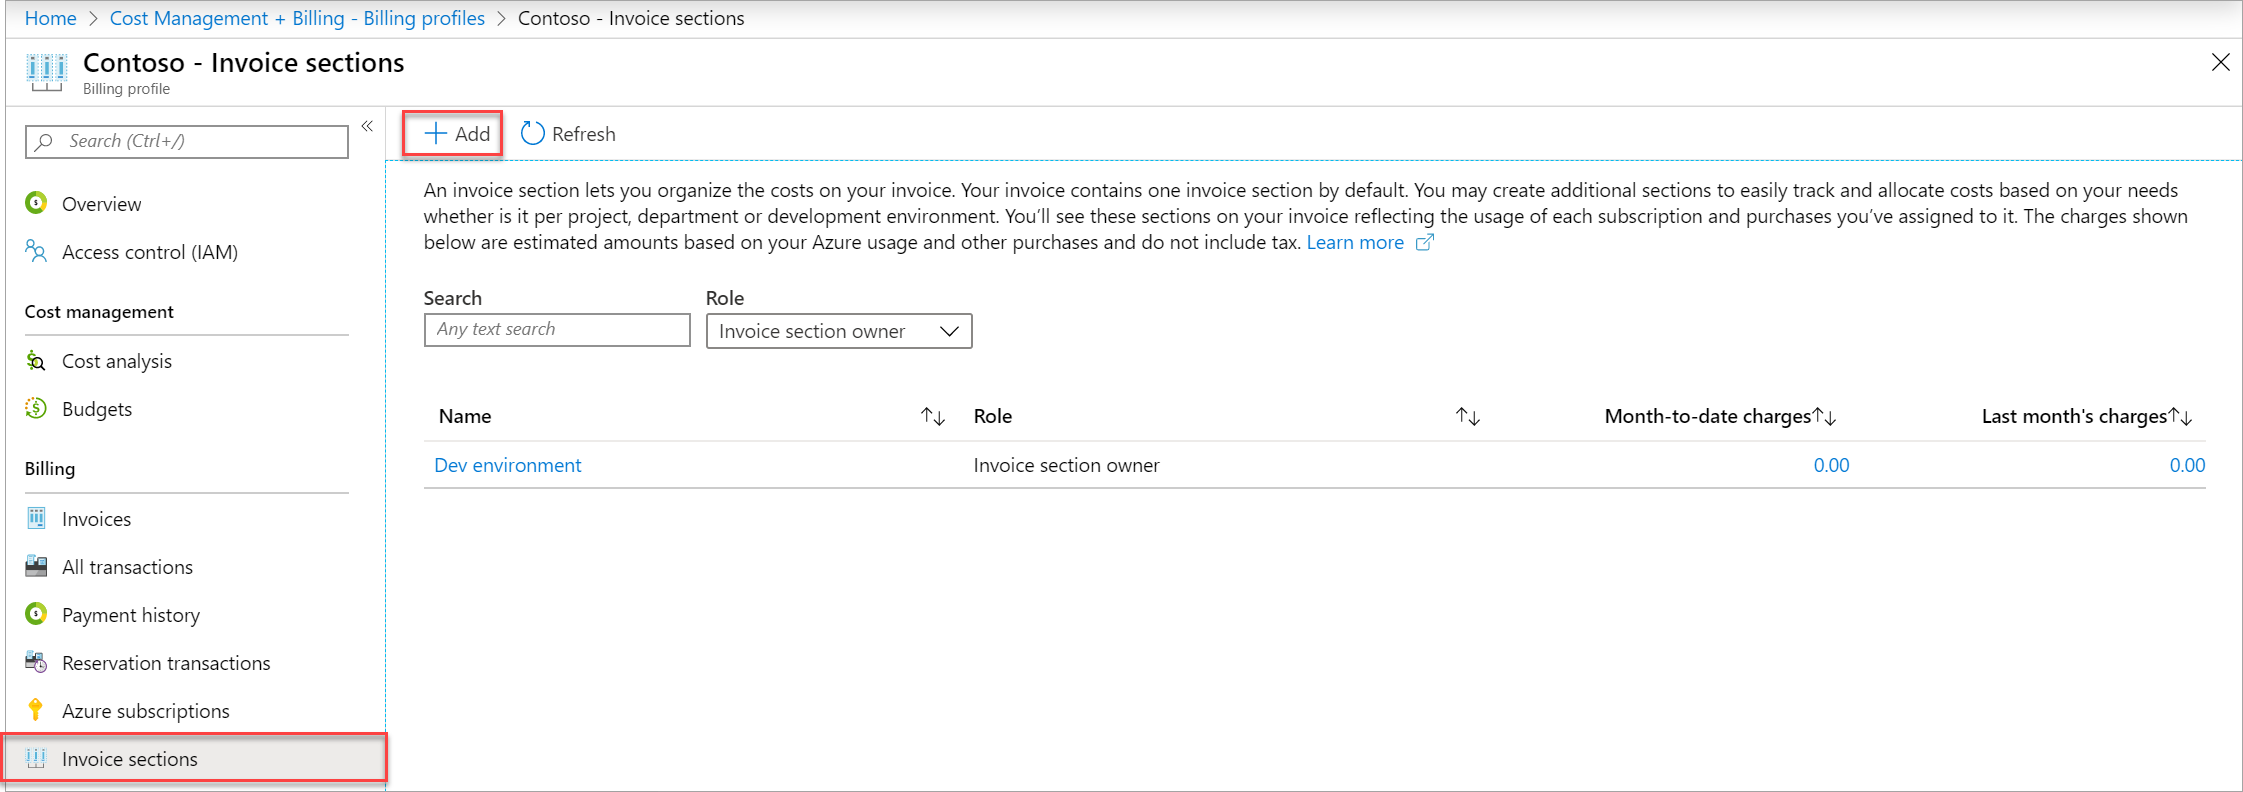 Home > Cost Management + Billing - Billing profiles > Contoso - Invoice sections
Contoso - Invoice sections
Billing profile
Search (Ctrl+/)
Overview
Access control (IAM)
Cost management
Cost analysis
Budgets
Billing
Invoices
All transactions
Payment history
Reservation transactions
Azure subscriptions
Invoice sections
Add Refresh
An invoice section lets you organize the costs on your invoice. Your invoice contains one invoice section by default. You may create additional sections to easily track and allocate costs based on your needs
whether is it per project, department or development environment. You’ll see these sections on your invoice reflecting the usage of each subscription and purchases you’ve assigned to it. The charges shown
below are estimated amounts based on your Azure usage and other purchases and do not include tax. Learn more
Search Role
Any text search Invoice section owner
Name Role Month-to-date charges Last month's charges
Dev environment Invoice section owner 0.00 0.00